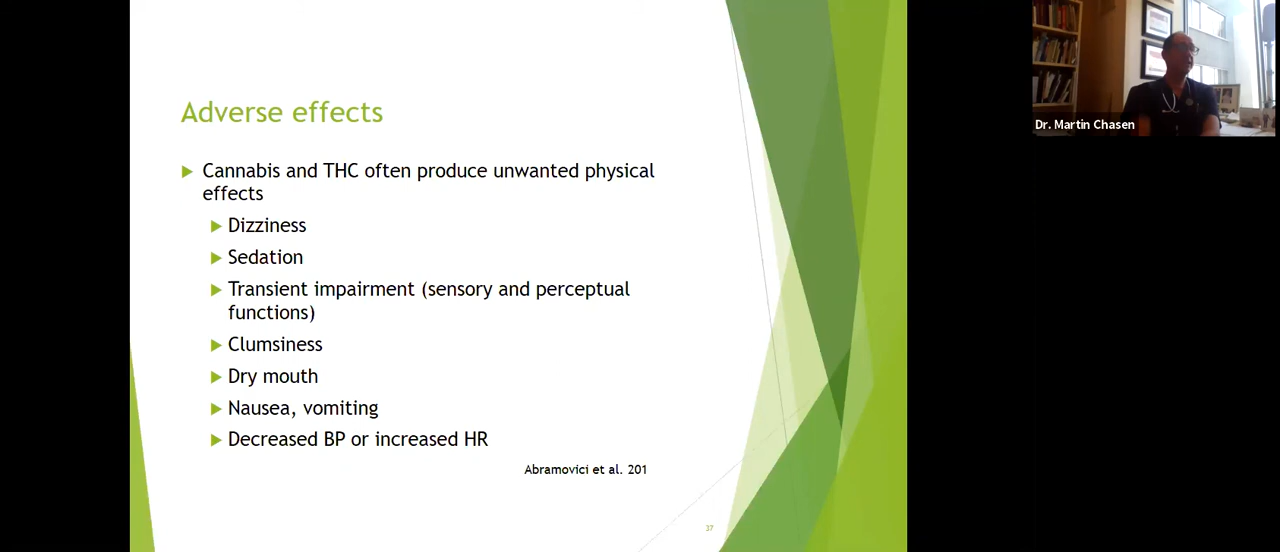 Adverse effects
Cannabis and THC often produce unwanted physical
effects
Dizziness
Sedation
Transient impairment (sensory and perceptual
functions)
Clumsiness
Dry mouth
Nausea, vomiting
Decreased BP or increased HR
Abramovici et al. 201
37
Dr. Martin Chasen